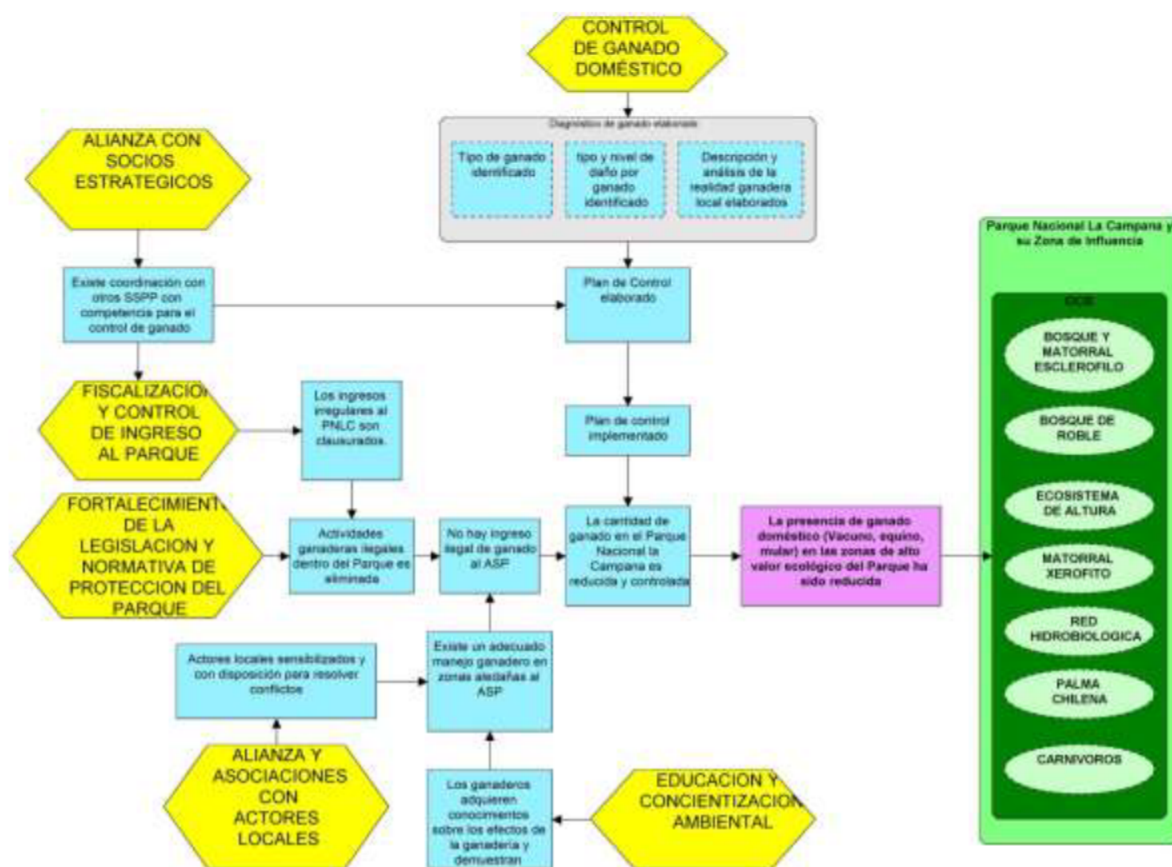 CONTROL
DE GANADO
DOMÉSTICO
Diagnóstico de ganado elaborado
Tipo de ganado
identificado
tipo y nivel de
daño por
ganado
identificado
Descripción y
análisis de la
realidad ganadera
local elaborados
ALIANZA CON
SOCIOS
ESTRATEGICOS
Existe coordinación con
otros SSPP con
competencia para el
control de ganado
Plan de Control
elaborado
FISCALIZACION
Y CONTROL
DE INGRESO
AL PARQUE
Los ingresos
irregulares al
PNLC son
clausurados.
Plan de control
implementado
FORTALECIMIENTO
DE LA
LEGISLACION Y
NORMATIVA DE
PROTECCION DEL
PARQUE
Actividades
ganaderas ilegales
dentro del Parque es
eliminada
No hay ingreso
ilegal de ganado
al ASP
La cantidad de
ganado en el Parque
Nacional la
Campana es
reducida y controlada
La presencia de ganado
doméstico (Vacuno, equino,
mular) en las zonas de alto
valor ecológico del Parque ha
sido reducida
Actores locales sensibilizados y
con disposición para resolver
conflictos
Existe un adecuado
manejo ganadero en
zonas aledañas al
ASP
ALIANZA Y
ASOCIACIONES
CON
ACTORES
LOCALES
Los ganaderos
adquieren
conocimientos
sobre los efectos de
la ganadería y
demuestran
EDUCACION Y
CONCIENTIZACION
AMBIENTAL
Parque Nacional La Campana y
su Zona de Influencia
BOSQUE Y
MATORRAL
ESCLEROFILO
BOSQUE DE
ROBLE
ECOSISTEMA
DE ALTURA
MATORRAL
XEROFITO
RED
HIDROBIOLOGICA
PALMA
CHILENA
CARNIVOROS